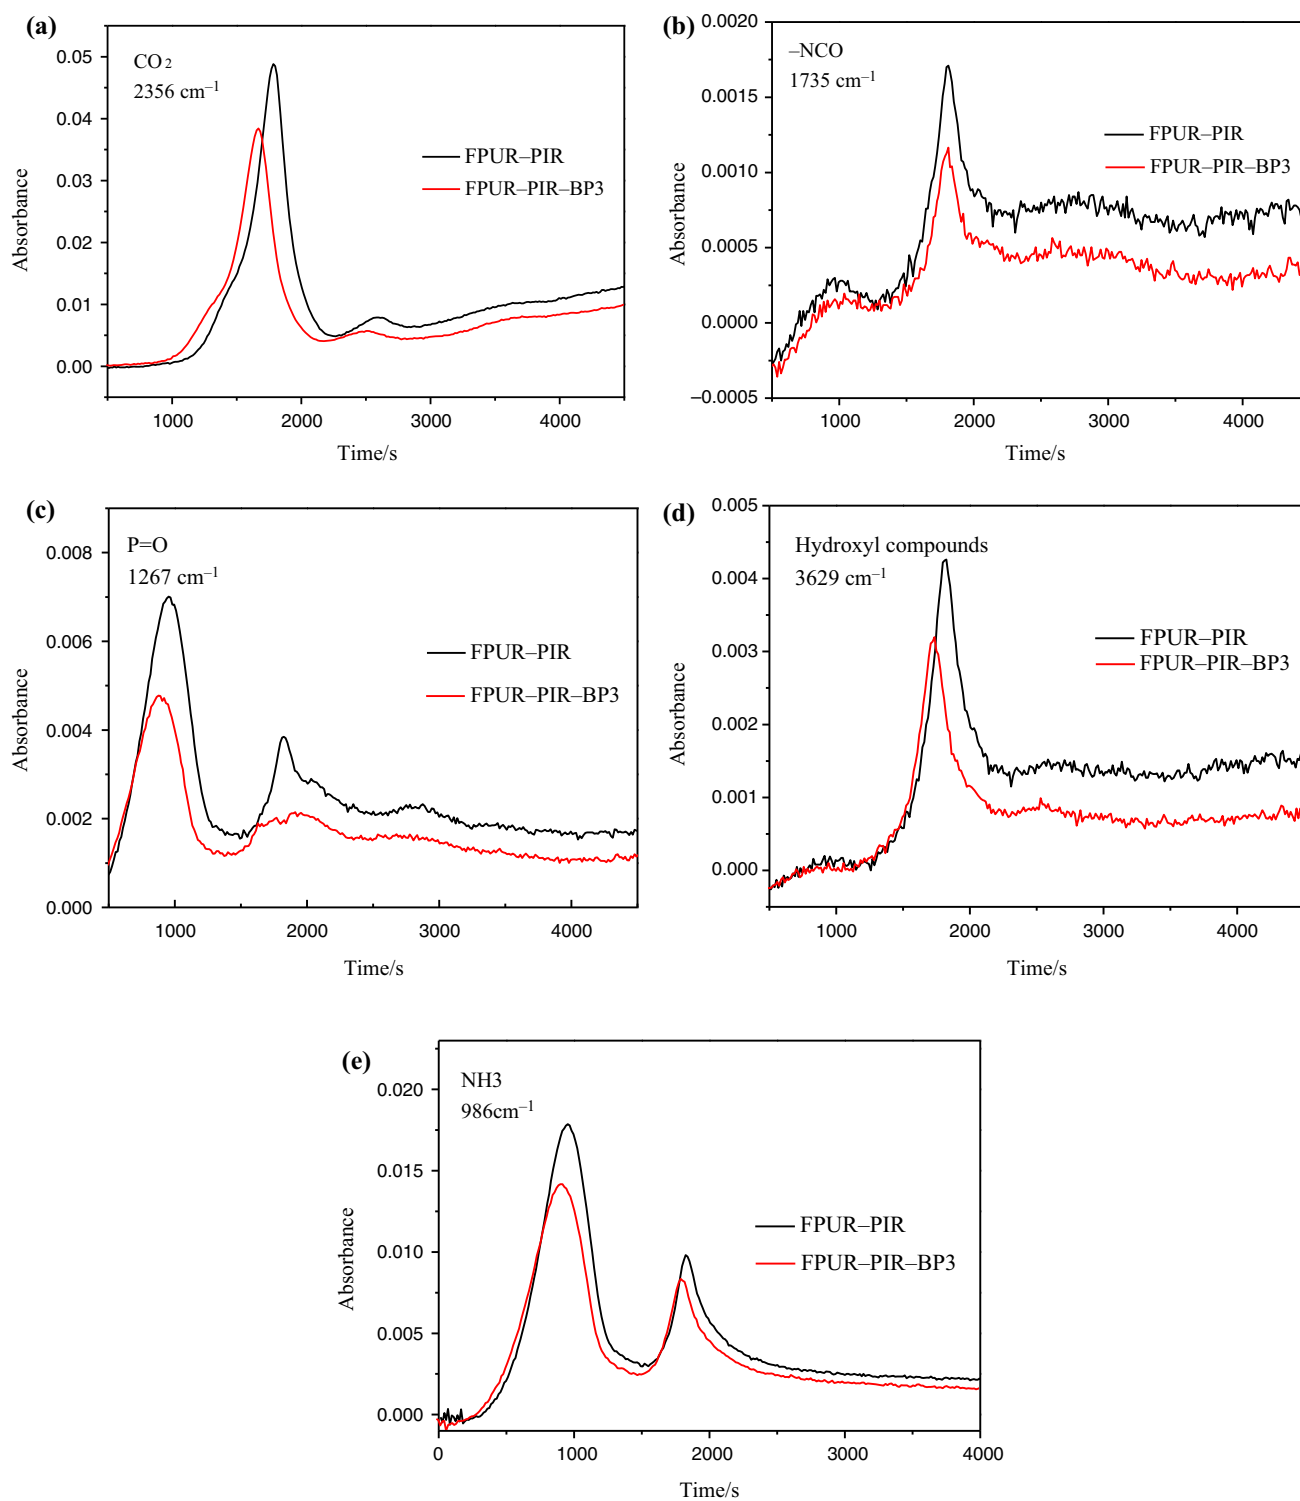 (a)
CO2
2356 cm–1
FPUR–PIR
FPUR–PIR–BP3
0.05
0.04
0.03
0.02
0.01
0.00
Absorbance
1000 2000 3000 4000
Time/s
(b)
–NCO
1735 cm–1
FPUR–PIR
FPUR–PIR–BP3
0.0020
0.0015
0.0010
0.0005
0.0000
–0.0005
Absorbance
1000 2000 3000 4000
Time/s
(c)
P=O
1267 cm–1
FPUR–PIR
FPUR–PIR–BP3
0.008
0.006
0.004
0.002
0.000
Absorbance
1000 2000 3000 4000
Time/s
(d)
Hydroxyl compounds
3629 cm–1
FPUR–PIR
FPUR–PIR–BP3
0.005
0.004
0.003
0.002
0.001
0.000
Absorbance
1000 2000 3000 4000
Time/s
(e)
NH3
986cm–1
FPUR–PIR
FPUR–PIR–BP3
0.020
0.015
0.010
0.005
0.000
Absorbance
0 1000 2000 3000 4000
Time/s